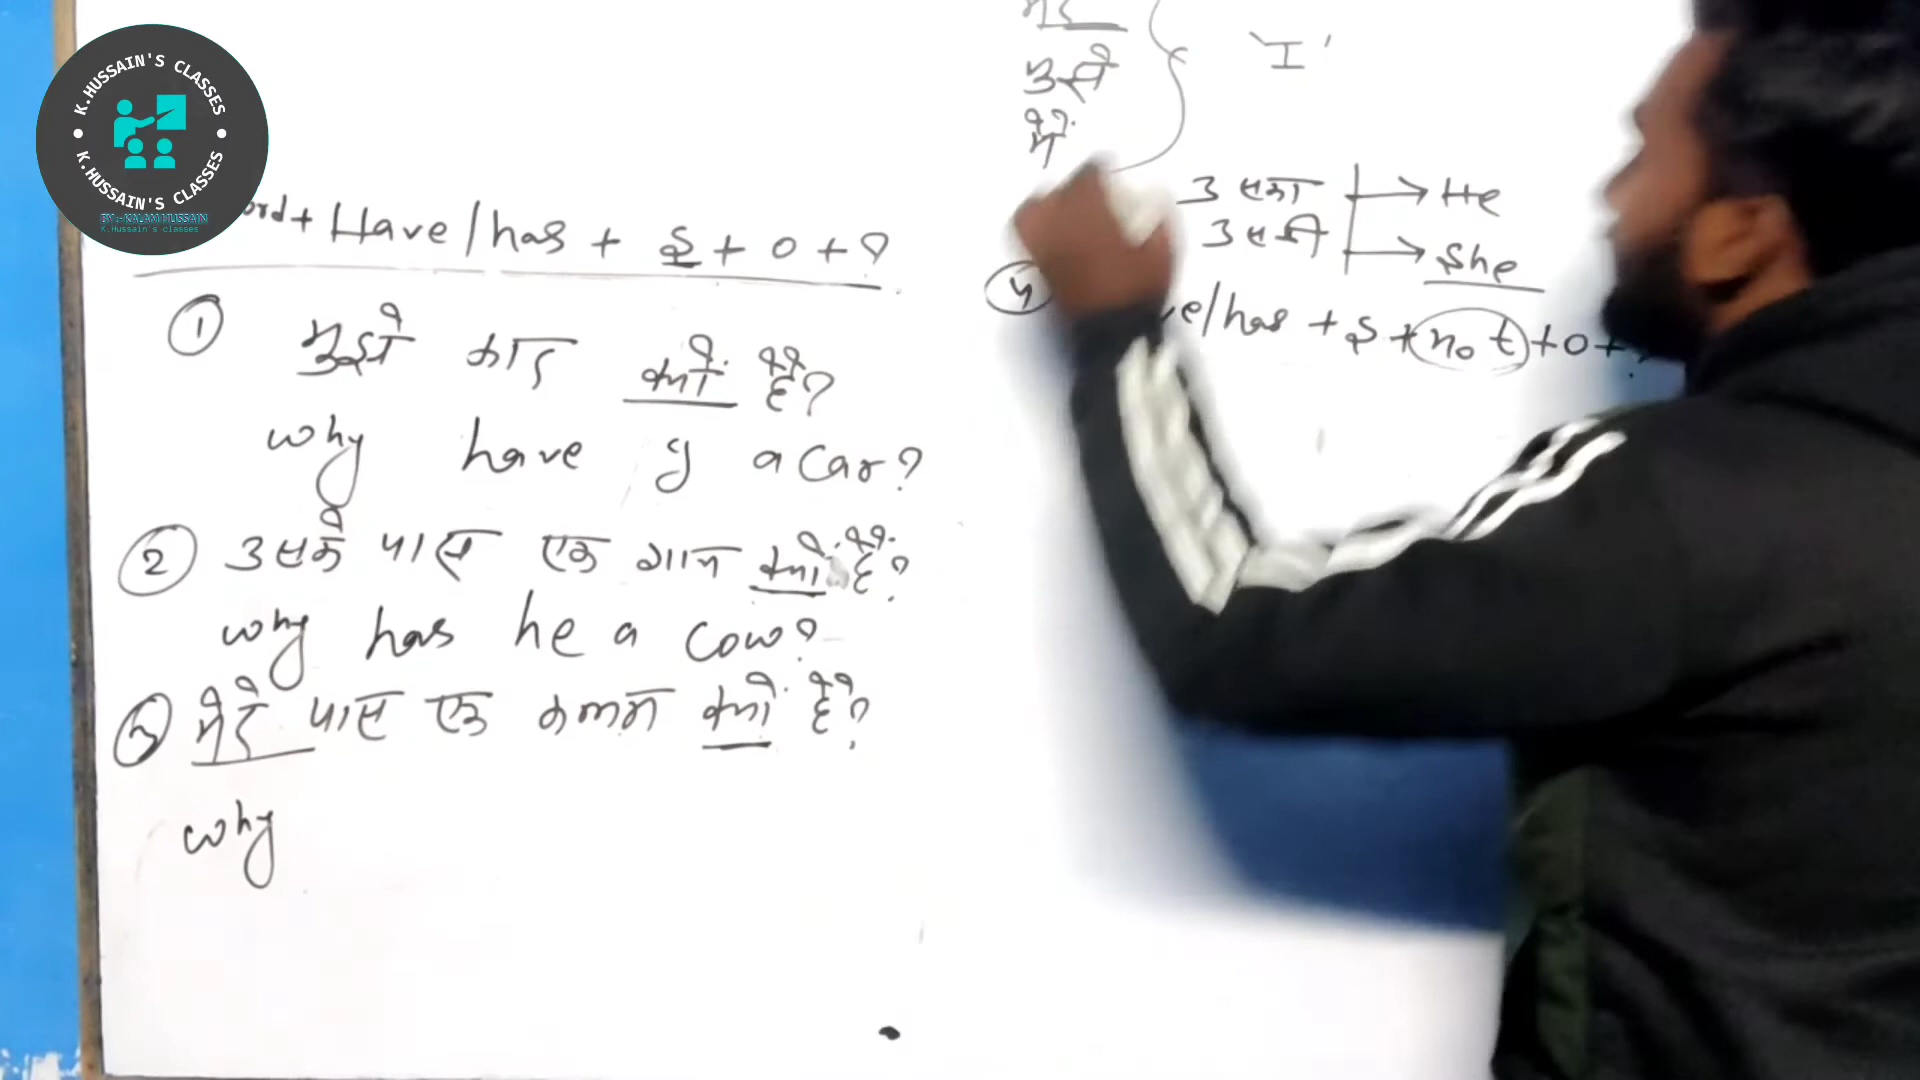 K.HUSSAIN'S CLASSES
K.HUSSAIN'S CLASSES
BY:- KALAM HUSSAIN
K.Hussain's classes
ord + Have/has + S + O + ?
① मुझे कार क्यों है?
why have I a car?
② उसके पास एक गाय क्यों है?
why has he a cow?
③ मेरे पास एक कलम क्यों है?
why
मुझे
मैं
'I'
उसका → He
उसकी → She
④ ve/has + S + not + O +